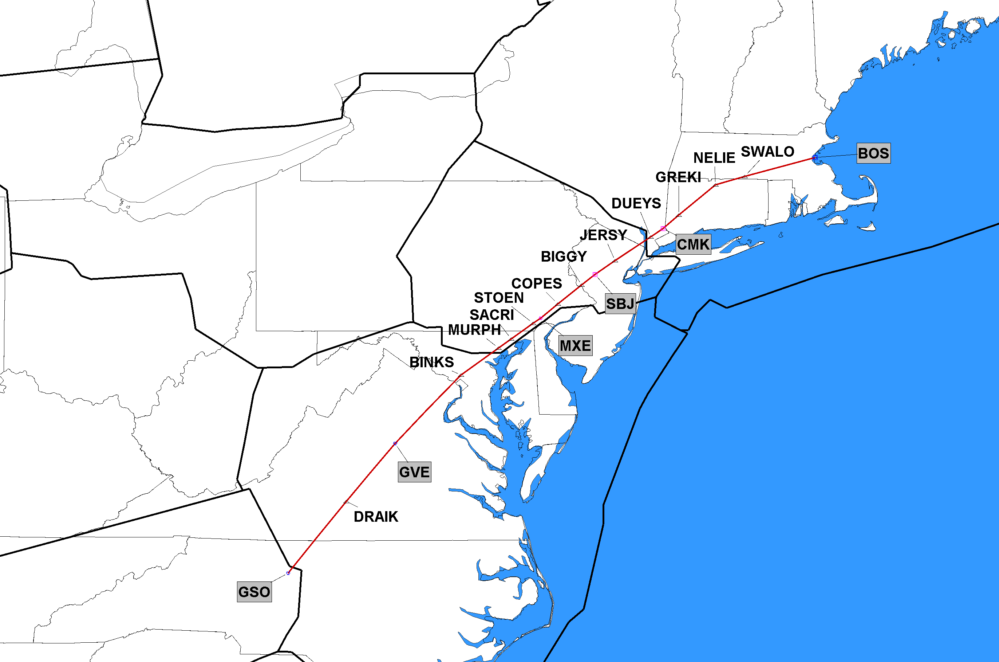 SWALO
BOS
NELIE
GREKI
DUEYS
JERSY
CMK
BIGGY
COPES
STOEN
SBJ
SACRI
MURPH
MXE
BINKS
GVE
DRAIK
GSO